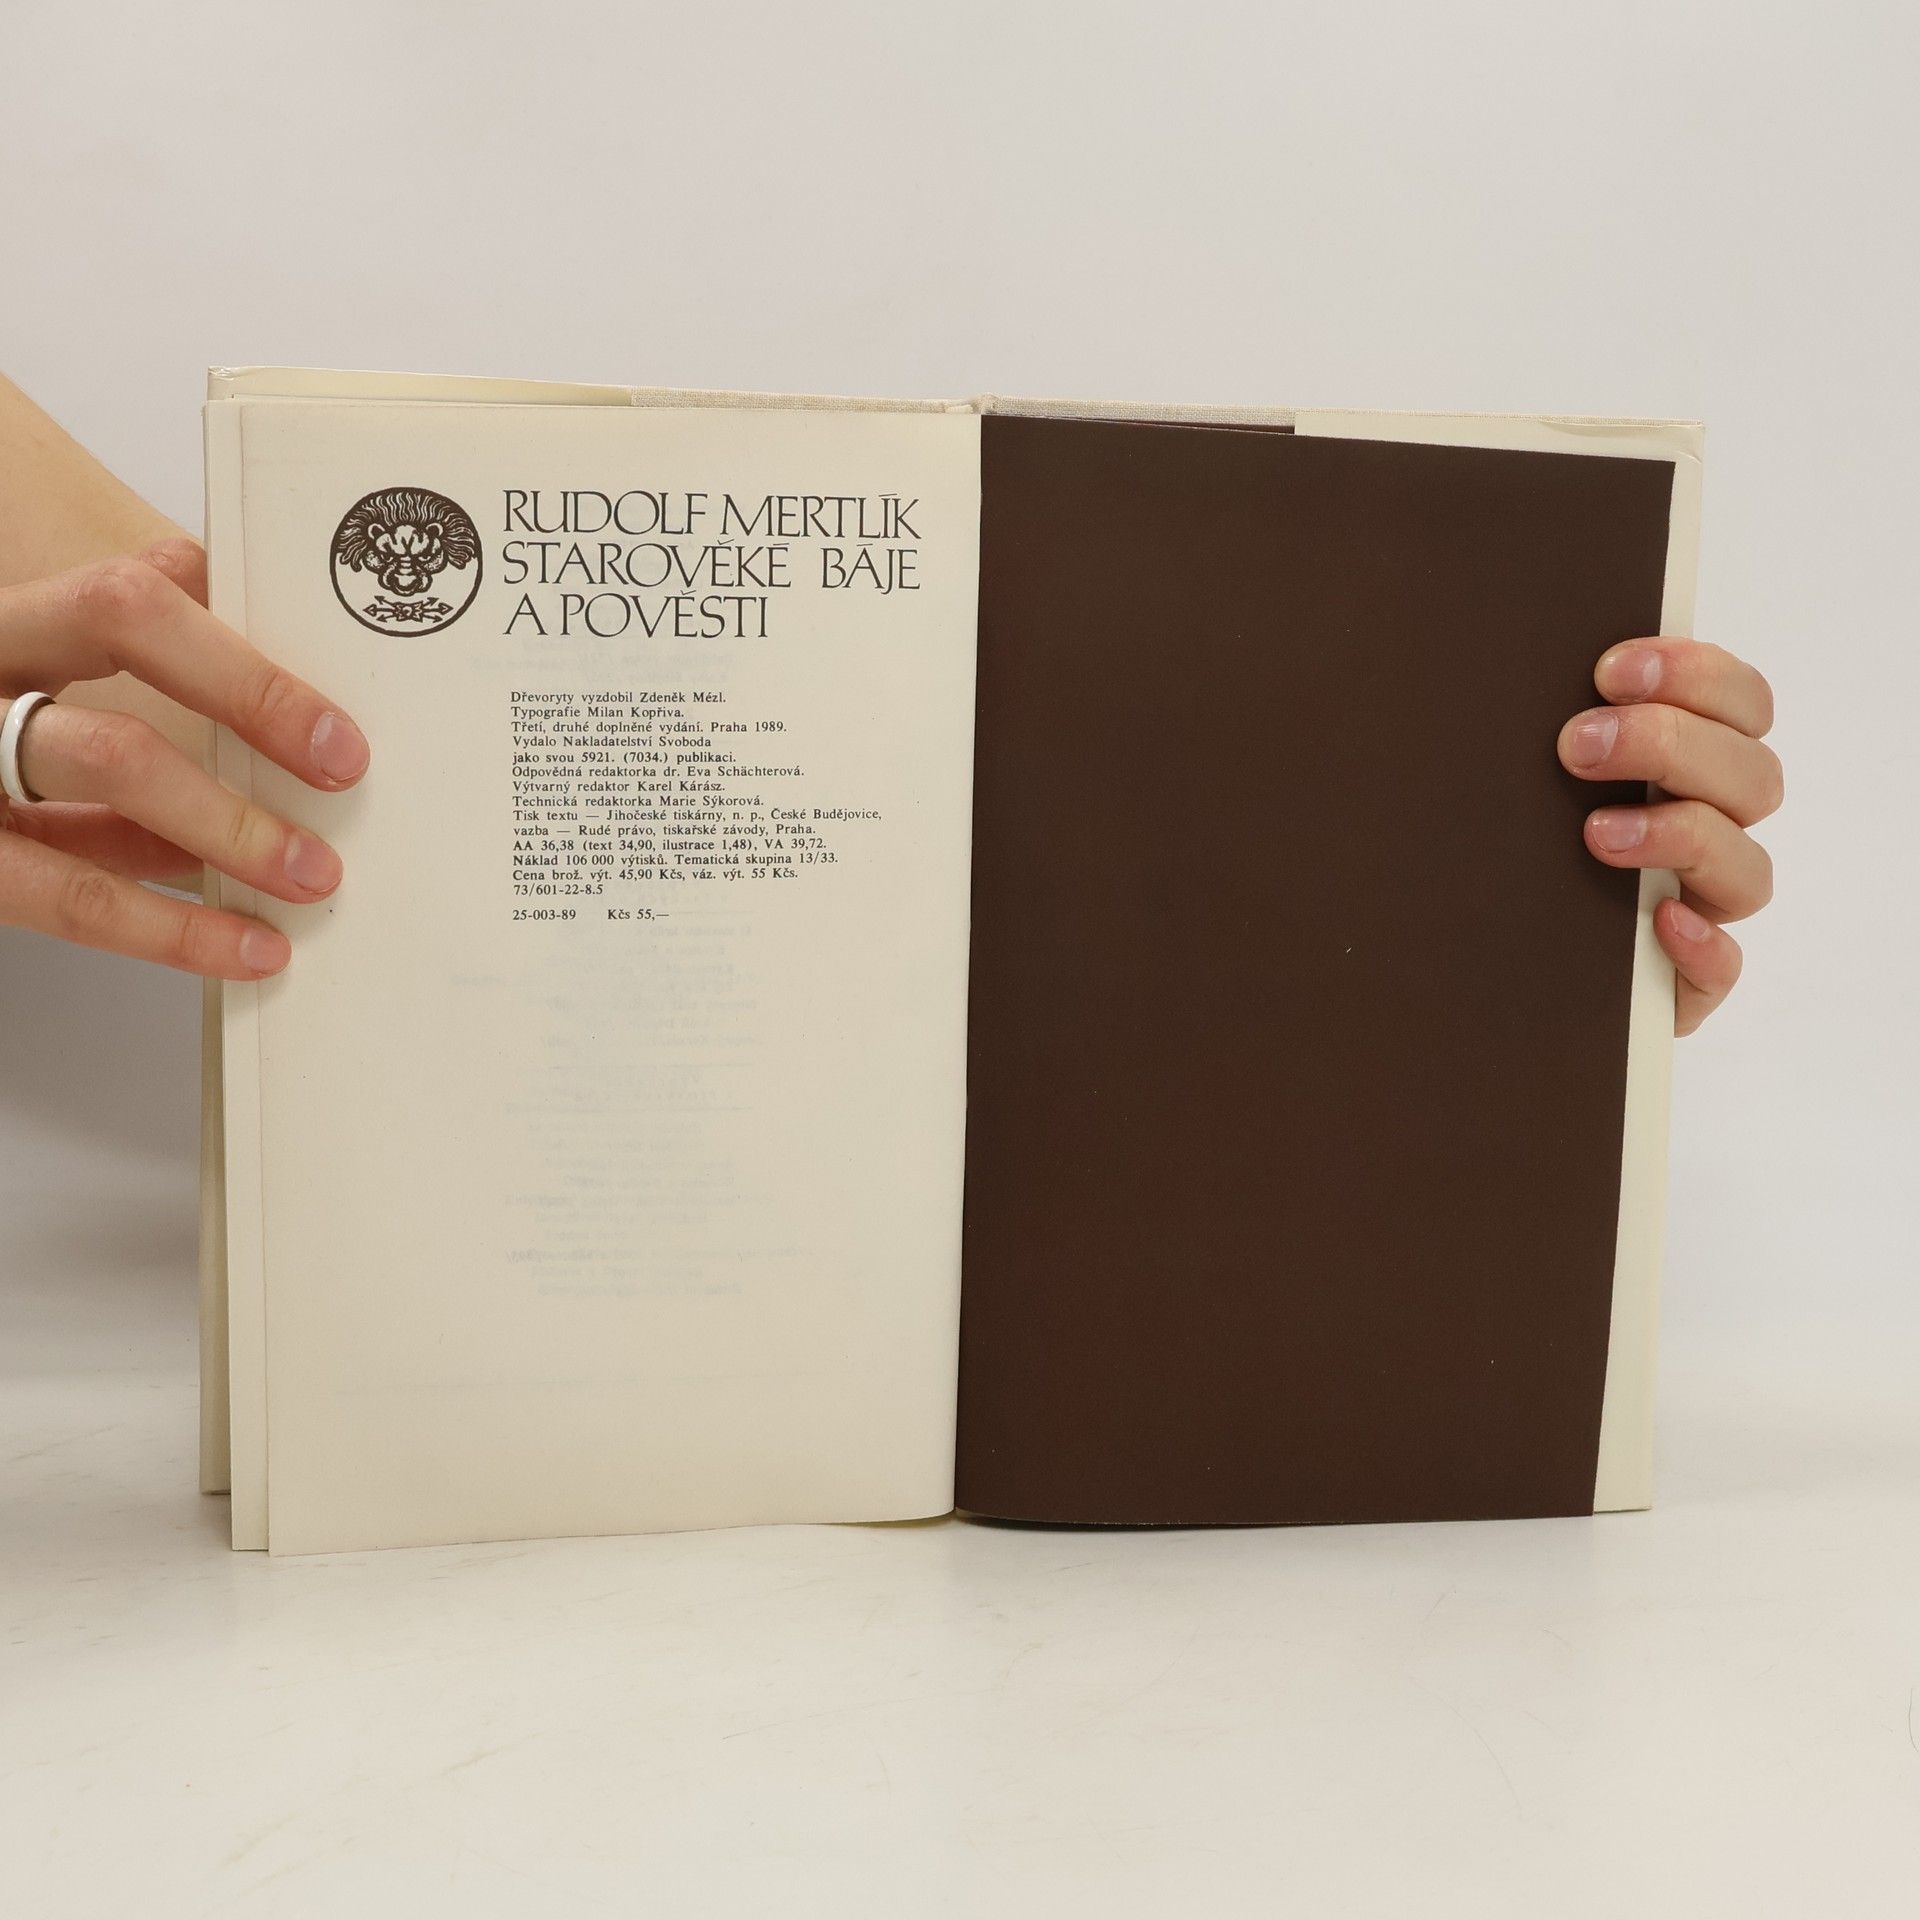 RUDOLF MERTLÍK
STAROVĚKÉ BÁJE
A POVĚSTI
Dřevoryty vyzdobil Zdeněk Mézl.
Typografie Milan Kopřiva.
Třetí, druhé doplněné vydání. Praha 1989.
Vydalo Nakladatelství Svoboda
jako svou 5921. (7034.) publikaci.
Odpovědná redaktorka dr. Eva Schächterová.
Výtvarný redaktor Karel Kárász.
Technická redaktorka Marie Sýkorová.
Tisk textu — Jihočeské tiskárny, n. p., České Budějovice,
vazba — Rudé právo, tiskařské závody, Praha.
AA 36,38 (text 34,90, ilustrace 1,48), VA 39,72.
Náklad 106 000 výtisků. Tematická skupina 13/33.
Cena brož. výt. 45,90 Kčs, váz. výt. 55 Kčs.
73/601-22-8.5
25-003-89 Kčs 55,—